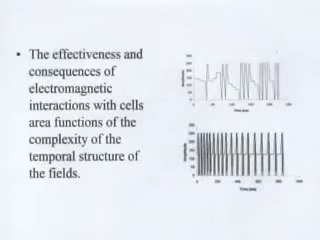 • The effectiveness and
consequences of
electromagnetic
interactions with cells
area functions of the
complexity of the
temporal structure of
the fields.